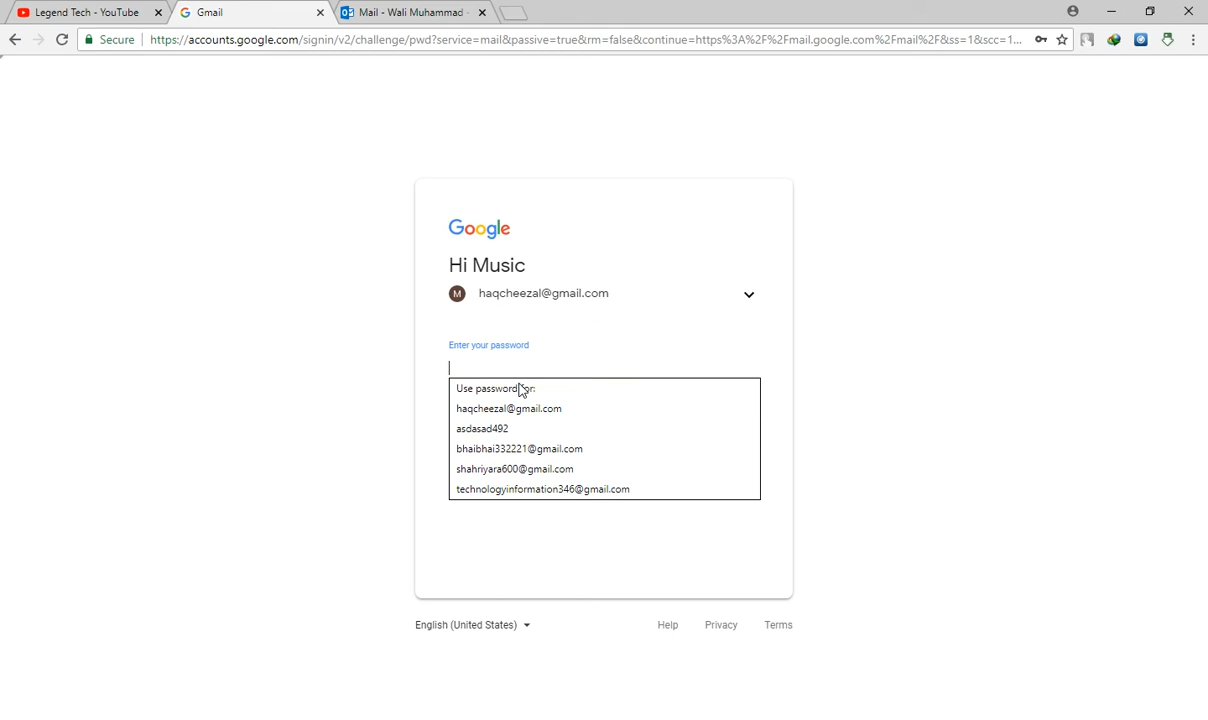 Legend Tech - YouTube
Gmail
Mail - Wali Muhammad -
Secure
https://accounts.google.com/signin/v2/challenge/pwd?service=mail&passive=true&rm=false&continue=https%3A%2F%2Fmail.google.com%2Fmail%2F&ss=1&scc=1...
Google
Hi Music
M haqcheezal@gmail.com
Enter your password
Use password for:
haqcheezal@gmail.com
asdasad492
bhaibhai332221@gmail.com
shahriyara600@gmail.com
technologyinformation346@gmail.com
English (United States)
Help Privacy Terms